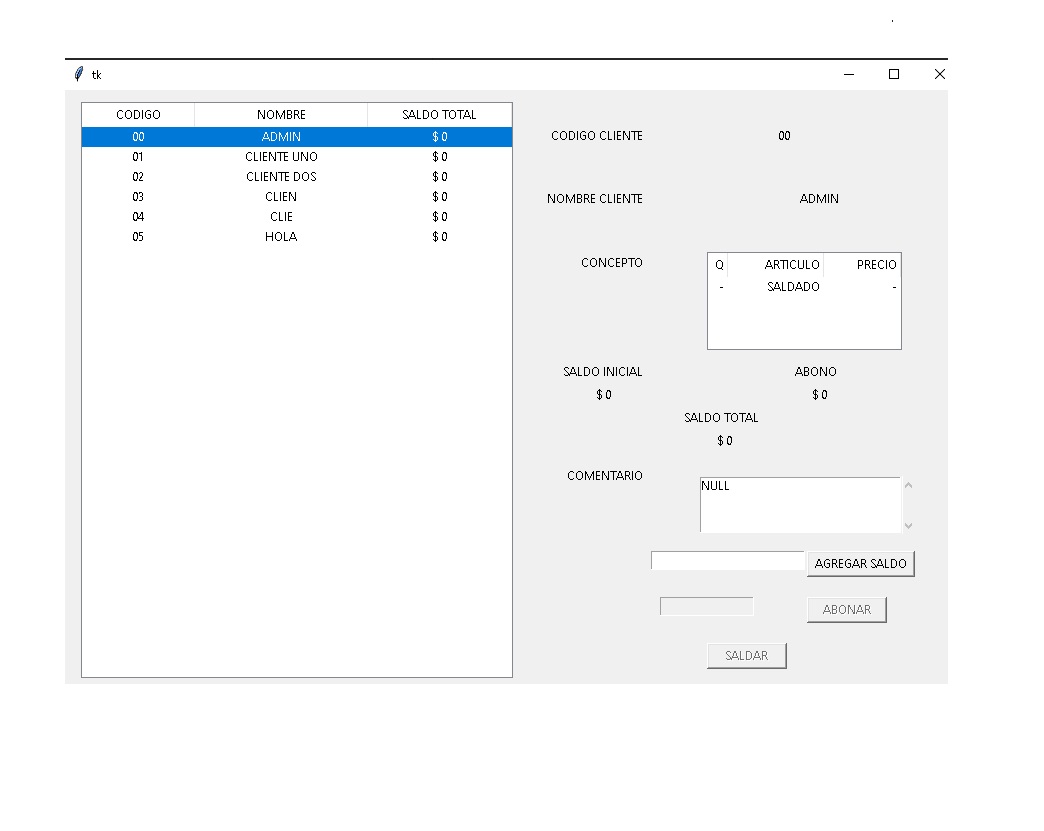 tk
CODIGO NOMBRE SALDO TOTAL
00 ADMIN $ 0
01 CLIENTE UNO $ 0
02 CLIENTE DOS $ 0
03 CLIEN $ 0
04 CLIE $ 0
05 HOLA $ 0
CODIGO CLIENTE 00
NOMBRE CLIENTE ADMIN
CONCEPTO
Q ARTICULO PRECIO
- SALDADO -
SALDO INICIAL ABONO
$ 0 $ 0
SALDO TOTAL
$ 0
COMENTARIO
NULL
AGREGAR SALDO
ABONAR
SALDAR